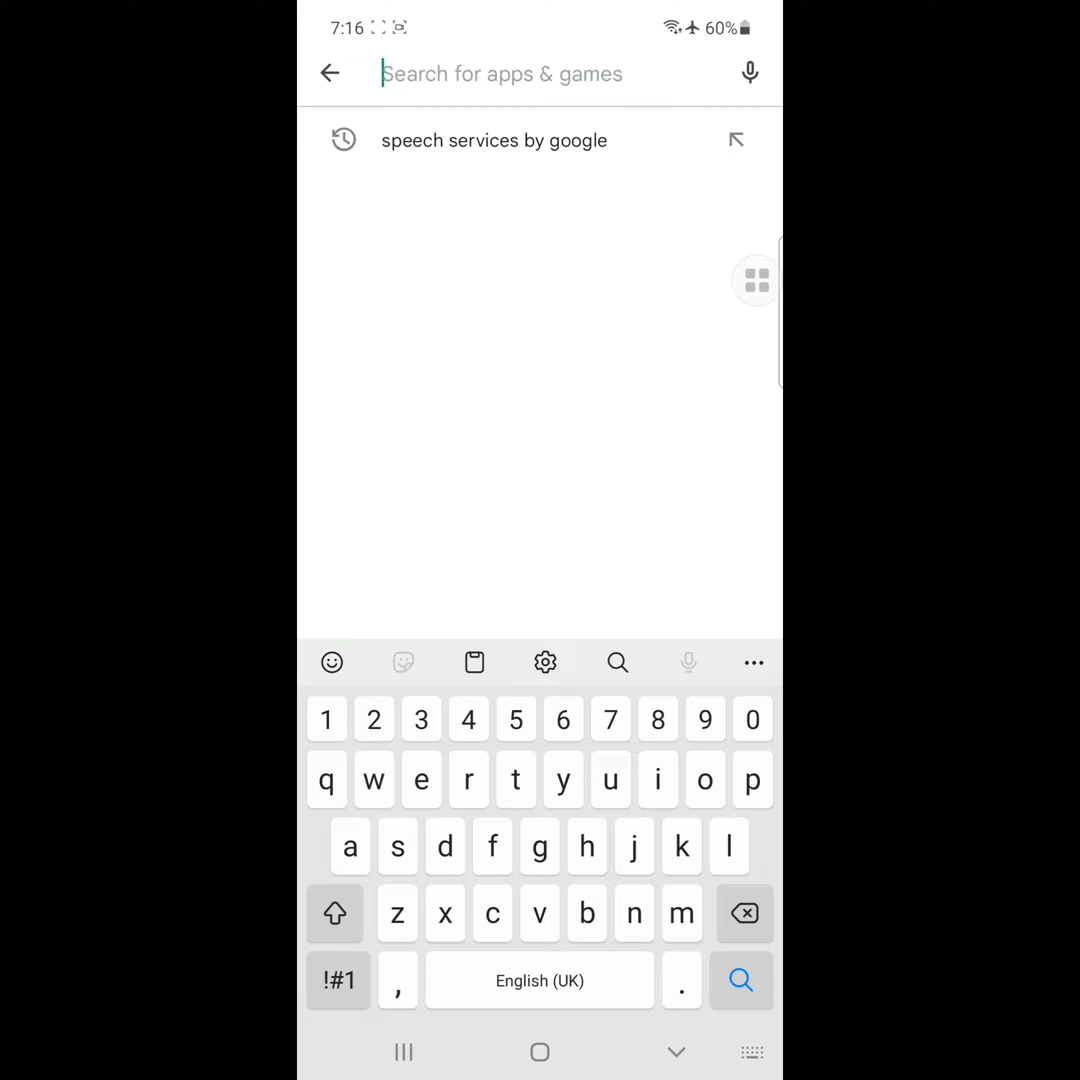 7:16 60%
Search for apps & games
speech services by google
1 2 3 4 5 6 7 8 9 0
q w e r t y u i o p
a s d f g h j k l
z x c v b n m
!#1 , English (UK) .